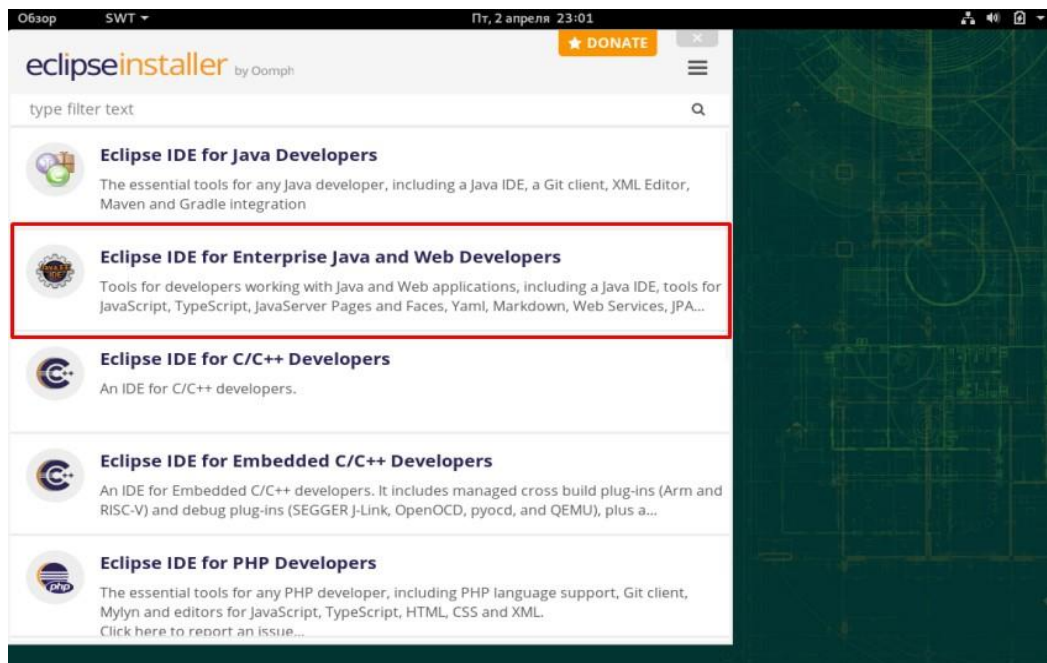 Обзор SWT Пт, 2 апреля 23:01
DONATE
eclipseinstaller by Oomph
type filter text
Eclipse IDE for Java Developers
The essential tools for any Java developer, including a Java IDE, a Git client, XML Editor,
Maven and Gradle integration
Eclipse IDE for Enterprise Java and Web Developers
Tools for developers working with Java and Web applications, including a Java IDE, tools for
JavaScript, TypeScript, JavaServer Pages and Faces, Yaml, Markdown, Web Services, JPA...
Eclipse IDE for C/C++ Developers
An IDE for C/C++ developers.
Eclipse IDE for Embedded C/C++ Developers
An IDE for Embedded C/C++ developers. It includes managed cross build plug-ins (Arm and
RISC-V) and debug plug-ins (SEGGER J-Link, OpenOCD, pyocd, and QEMU), plus a...
php
Eclipse IDE for PHP Developers
The essential tools for any PHP developer, including PHP language support, Git client,
Mylyn and editors for JavaScript, TypeScript, HTML, CSS and XML.
Click here to report an issue...